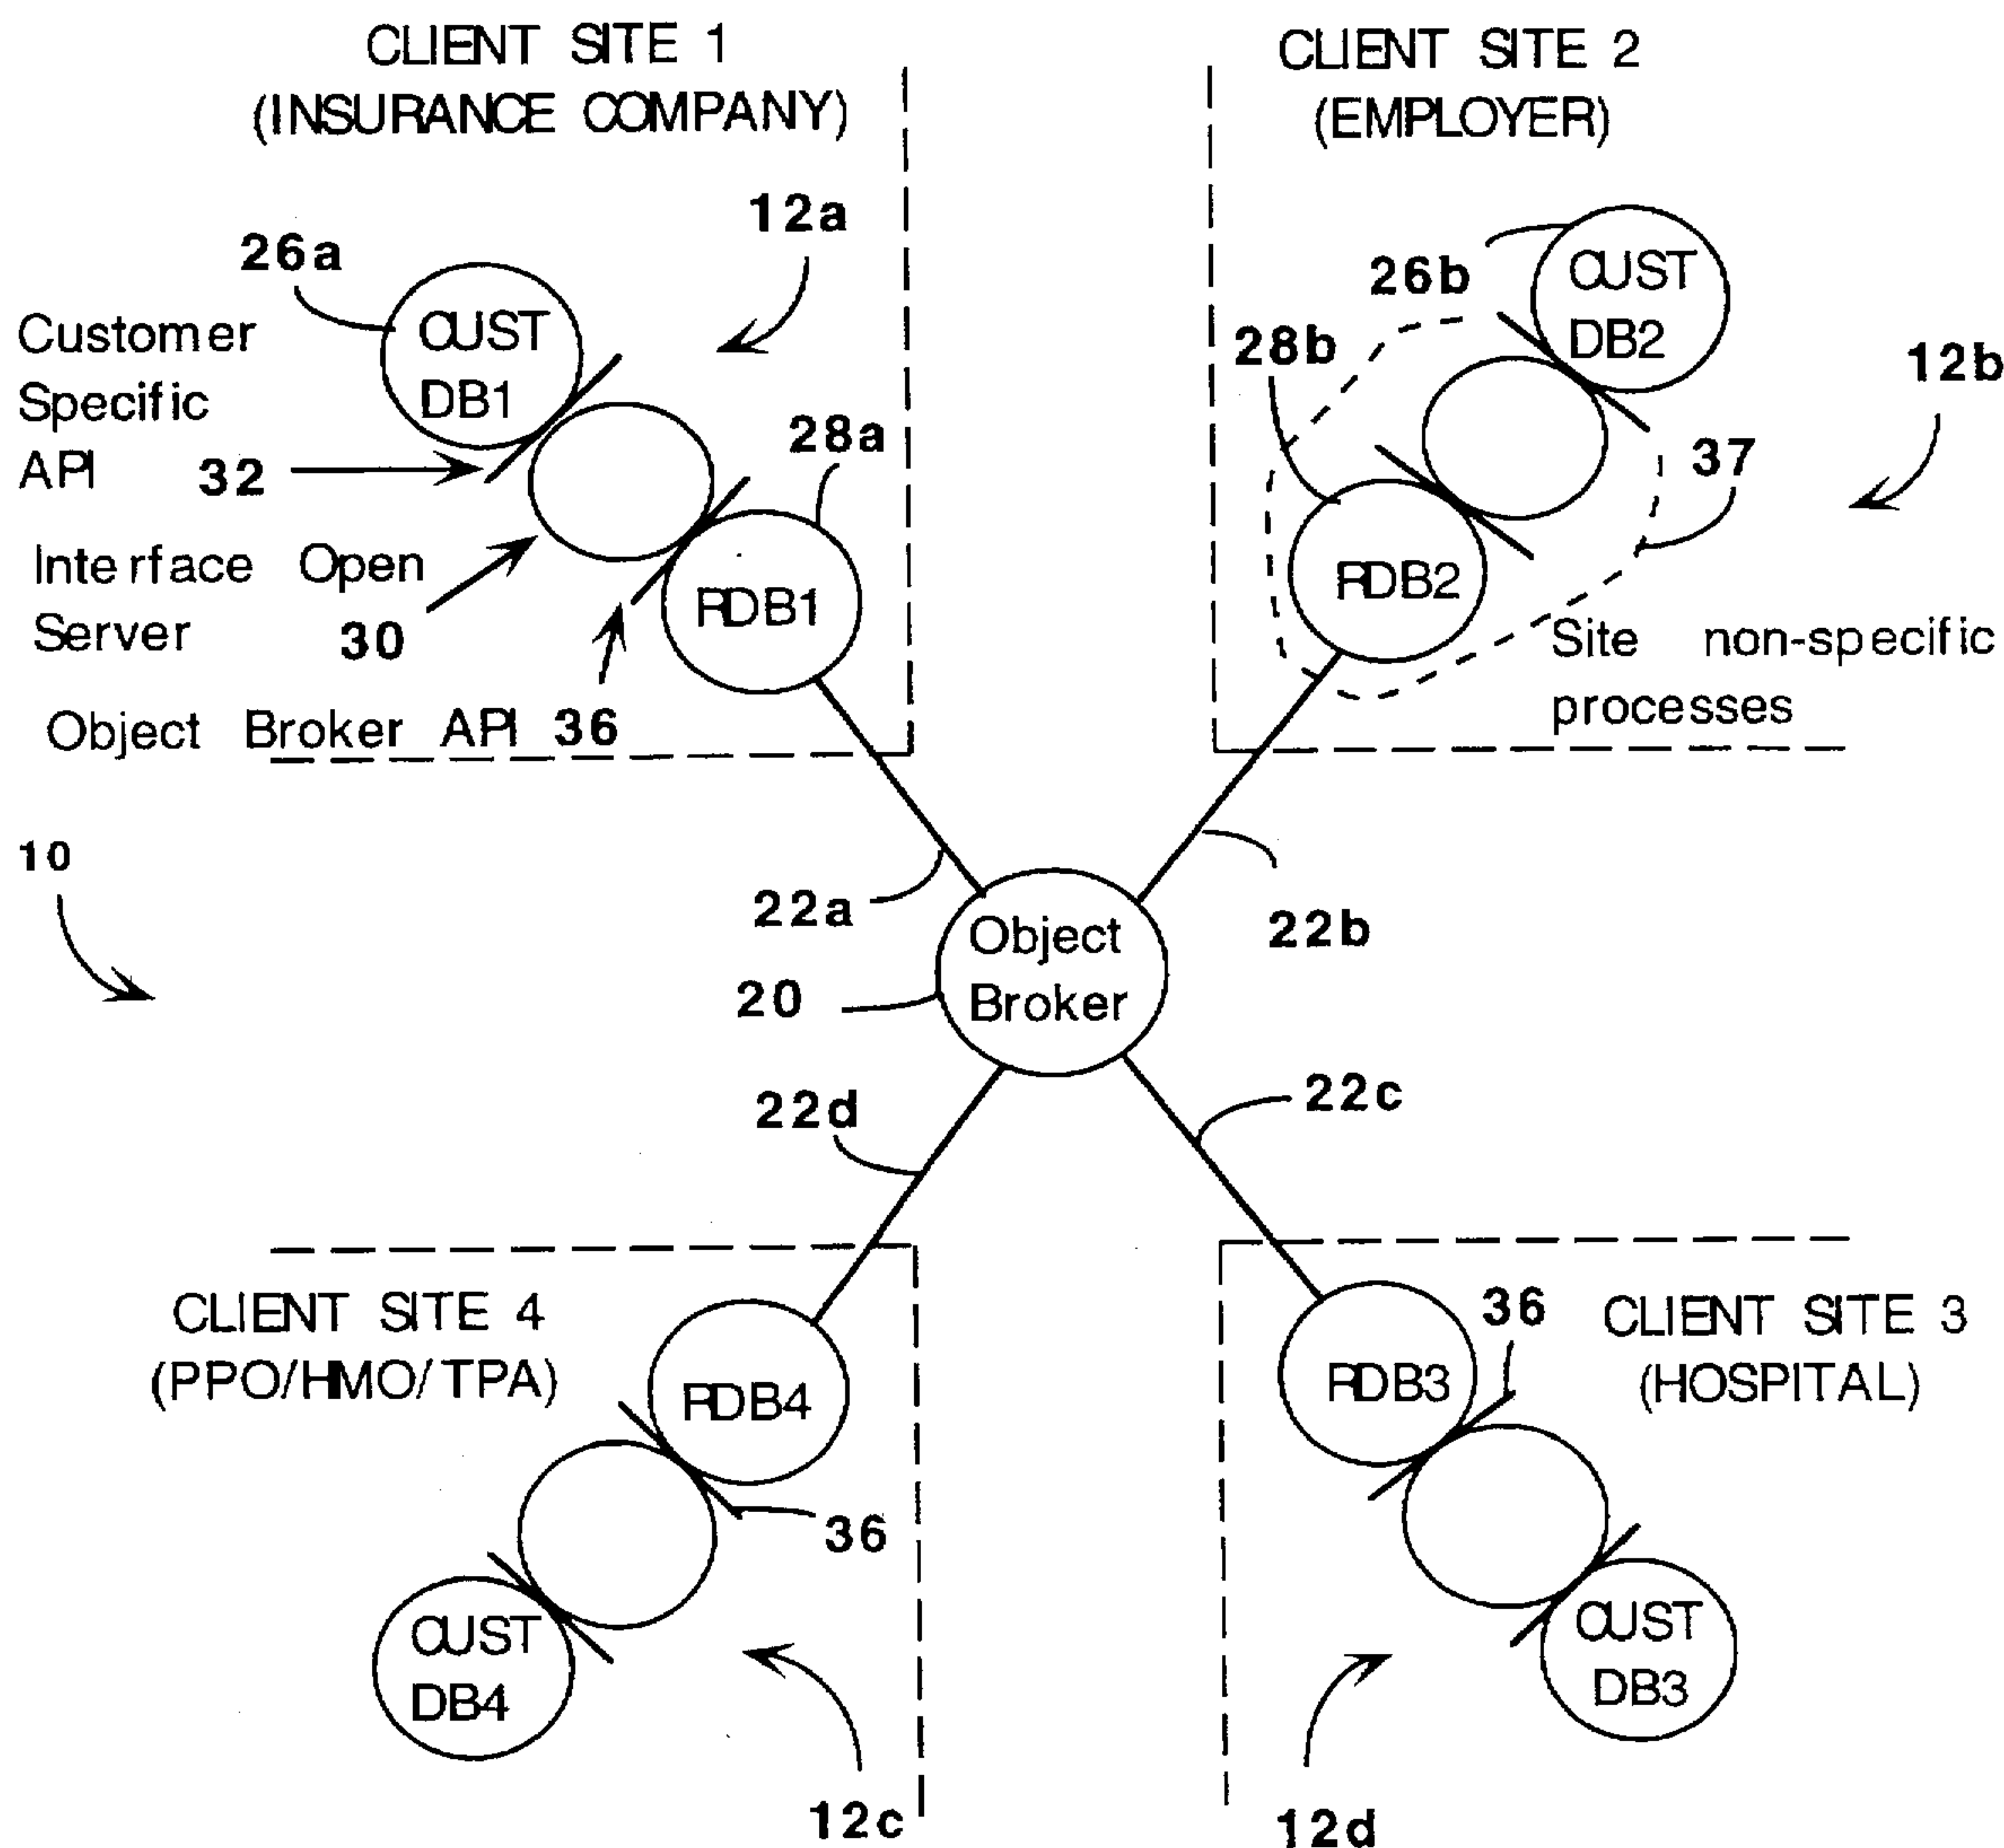 CLIENT SITE 1
(INSURANCE COMPANY)
CLIENT SITE 2
(EMPLOYER)
12a
26a
CUST
DB1
Customer
Specific
API 32
28a
Interface Open
Server
30
RDB1
Object Broker API 36
26b
CUST
DB2
28b
12b
37
RDB2
Site non-specific
processes
10
22a
22b
Object
Broker
20
22d
22c
CLIENT SITE 4
(PPO/HMO/TPA)
RDB4
36
CUST
DB4
12c
36
CLIENT SITE 3
(HOSPITAL)
RDB3
CUST
DB3
12d